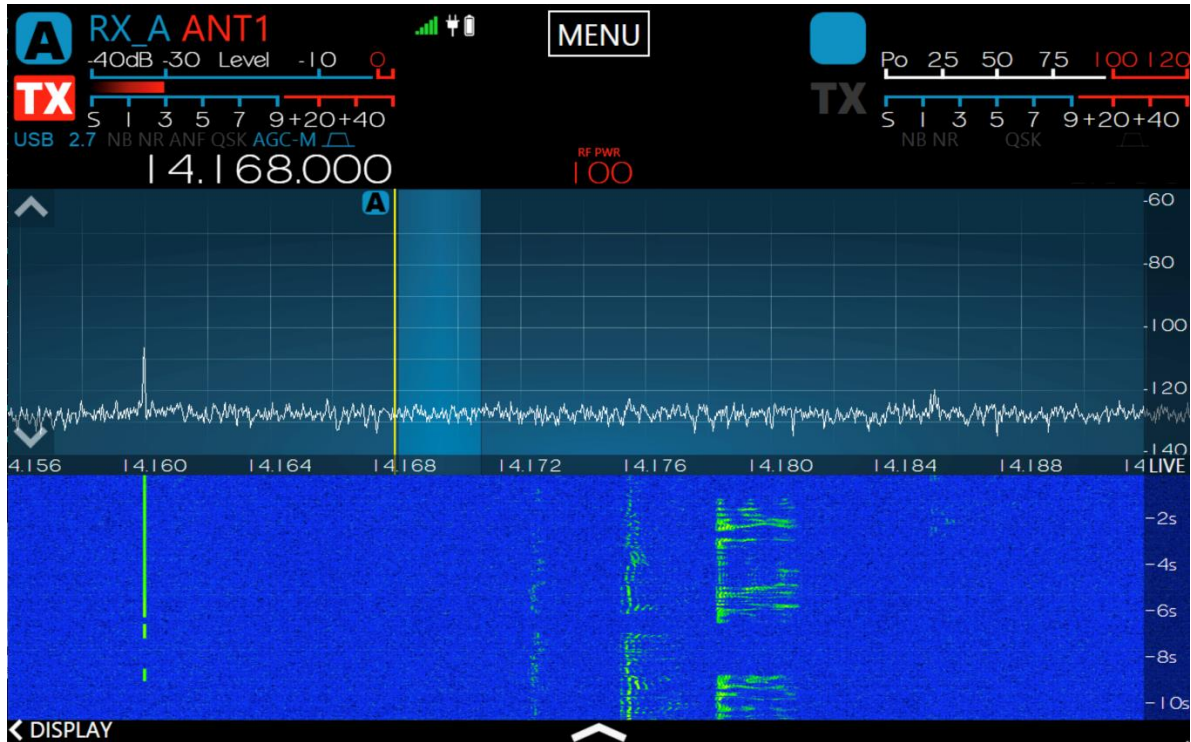 A RX_A ANT1
MENU
-40dB -30 Level -10 0
Po 25 50 75 100 120
TX
TX
S 1 3 5 7 9+20+40
S 1 3 5 7 9+20+40
USB 2.7 NB NR ANF QSK AGC-M
NB NR QSK
14.168.000
RF PWR
100
A
-60
-80
-100
-120
-140
4.156 14.160 14.164 14.168 14.172 14.176 14.180 14.184 14.188 14 LIVE
-2s
-4s
-6s
-8s
-10s
DISPLAY